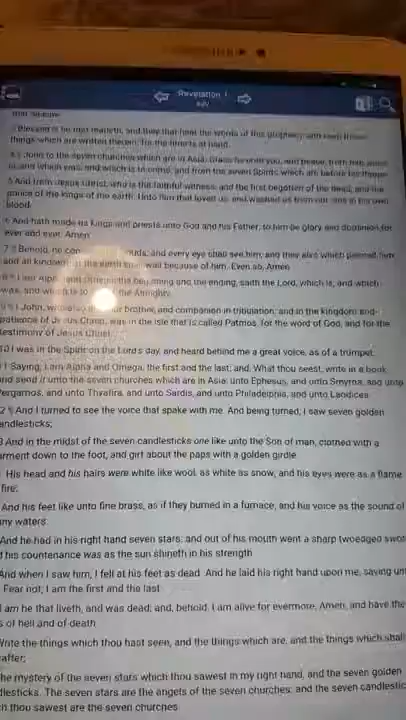 Revelation 1
KJV
3 Blessed is he that readeth, and they that hear the words of this prophecy, and keep those
things which are written therein: for the time is at hand.
4 ¶ John to the seven churches which are in Asia: Grace be unto you, and peace, from him
is, and which was, and which is to come; and from the seven Spirits which are before his throne;
5 And from Jesus Christ, who is the faithful witness, and the first begotten of the dead, and the
prince of the kings of the earth. Unto him that loved us, and washed us from our sins in his own
blood,
6 And hath made us kings and priests unto God and his Father; to him be glory and dominion for
ever and ever. Amen.
7 ¶ Behold, he com ouds; and every eye shall see him, and they also which pierced him:
and all kindreds of the earth shall wail because of him. Even so, Amen.
8 ¶ I am Alpha and Omega, the beginning and the ending, saith the Lord, which is, and which
was, and which is to the Almighty.
9 ¶ I John, who also your brother, and companion in tribulation, and in the kingdom and
patience of Jesus Christ, was in the isle that is called Patmos, for the word of God, and for the
testimony of Jesus Christ.
10 I was in the Spirit on the Lord's day, and heard behind me a great voice, as of a trumpet,
1 Saying, I am Alpha and Omega, the first and the last: and, What thou seest, write in a book,
and send it unto the seven churches which are in Asia; unto Ephesus, and unto Smyrna, and unto
ergamos, and unto Thyatira, and unto Sardis, and unto Philadelphia, and unto Laodicea.
2 ¶ And I turned to see the voice that spake with me. And being turned, I saw seven golden
andlesticks;
3 And in the midst of the seven candlesticks one like unto the Son of man, clothed with a
arment down to the foot, and girt about the paps with a golden girdle.
His head and his hairs were white like wool, as white as snow; and his eyes were as a flame
fire;
And his feet like unto fine brass, as if they burned in a furnace; and his voice as the sound of
ny waters.
And he had in his right hand seven stars: and out of his mouth went a sharp twoedged swor
d his countenance was as the sun shineth in his strength.
And when I saw him, I fell at his feet as dead. And he laid his right hand upon me, saying unt
Fear not; I am the first and the last:
I am he that liveth, and was dead; and, behold, I am alive for evermore, Amen; and have the
s of hell and of death.
Write the things which thou hast seen, and the things which are, and the things which shall
after;
he mystery of the seven stars which thou sawest in my right hand, and the seven golden
dlesticks. The seven stars are the angels of the seven churches: and the seven candlestic
h thou sawest are the seven churches.